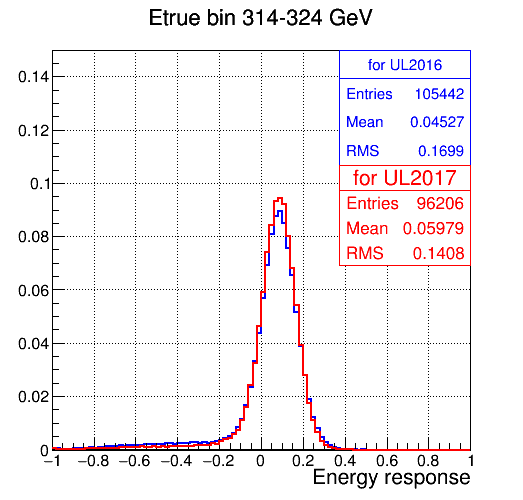 Etrue bin 314-324 GeV
for UL2016
Entries 105442
Mean 0.04527
RMS 0.1699
for UL2017
Entries 96206
Mean 0.05979
RMS 0.1408
0.14
0.12
0.1
0.08
0.06
0.04
0.02
0
−1 −0.8 −0.6 −0.4 −0.2 0 0.2 0.4 0.6 0.8 1
Energy response